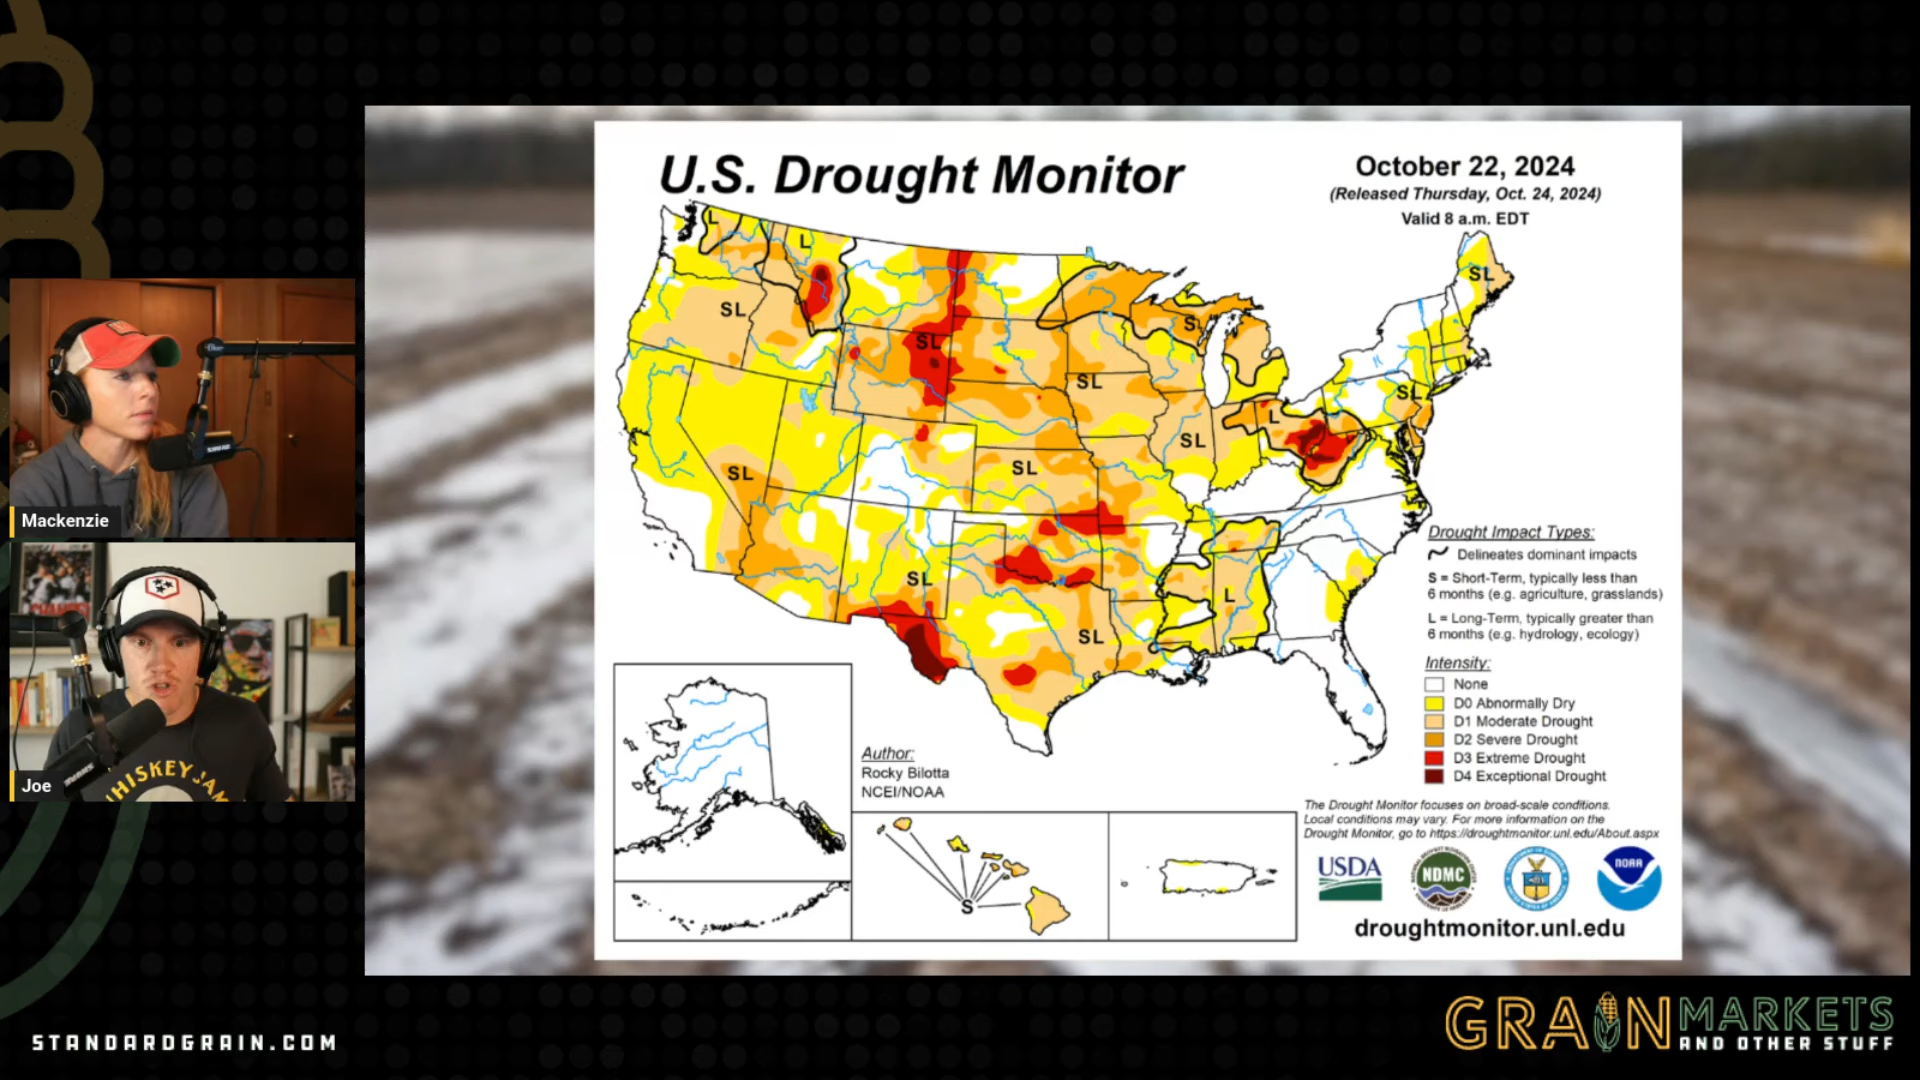 U.S. Drought Monitor
October 22, 2024
(Released Thursday, Oct. 24, 2024)
Valid 8 a.m. EDT
L
L
SL
SL
S
SL
SL
SL
SL
L
SL
SL
SL
SL
L
SL
Drought Impact Types:
Delineates dominant impacts
S = Short-Term, typically less than
6 months (e.g. agriculture, grasslands)
L = Long-Term, typically greater than
6 months (e.g. hydrology, ecology)
Intensity:
None
D0 Abnormally Dry
D1 Moderate Drought
D2 Severe Drought
D3 Extreme Drought
D4 Exceptional Drought
Author:
Rocky Bilotta
NCEI/NOAA
S
The Drought Monitor focuses on broad-scale conditions.
Local conditions may vary. For more information on the
Drought Monitor, go to https://droughtmonitor.unl.edu/About.aspx
USDA
NDMC
NOAA
droughtmonitor.unl.edu
Mackenzie
Joe
WHISKEY JAM
STANDARDGRAIN.COM
GRAIN MARKETS
AND OTHER STUFF